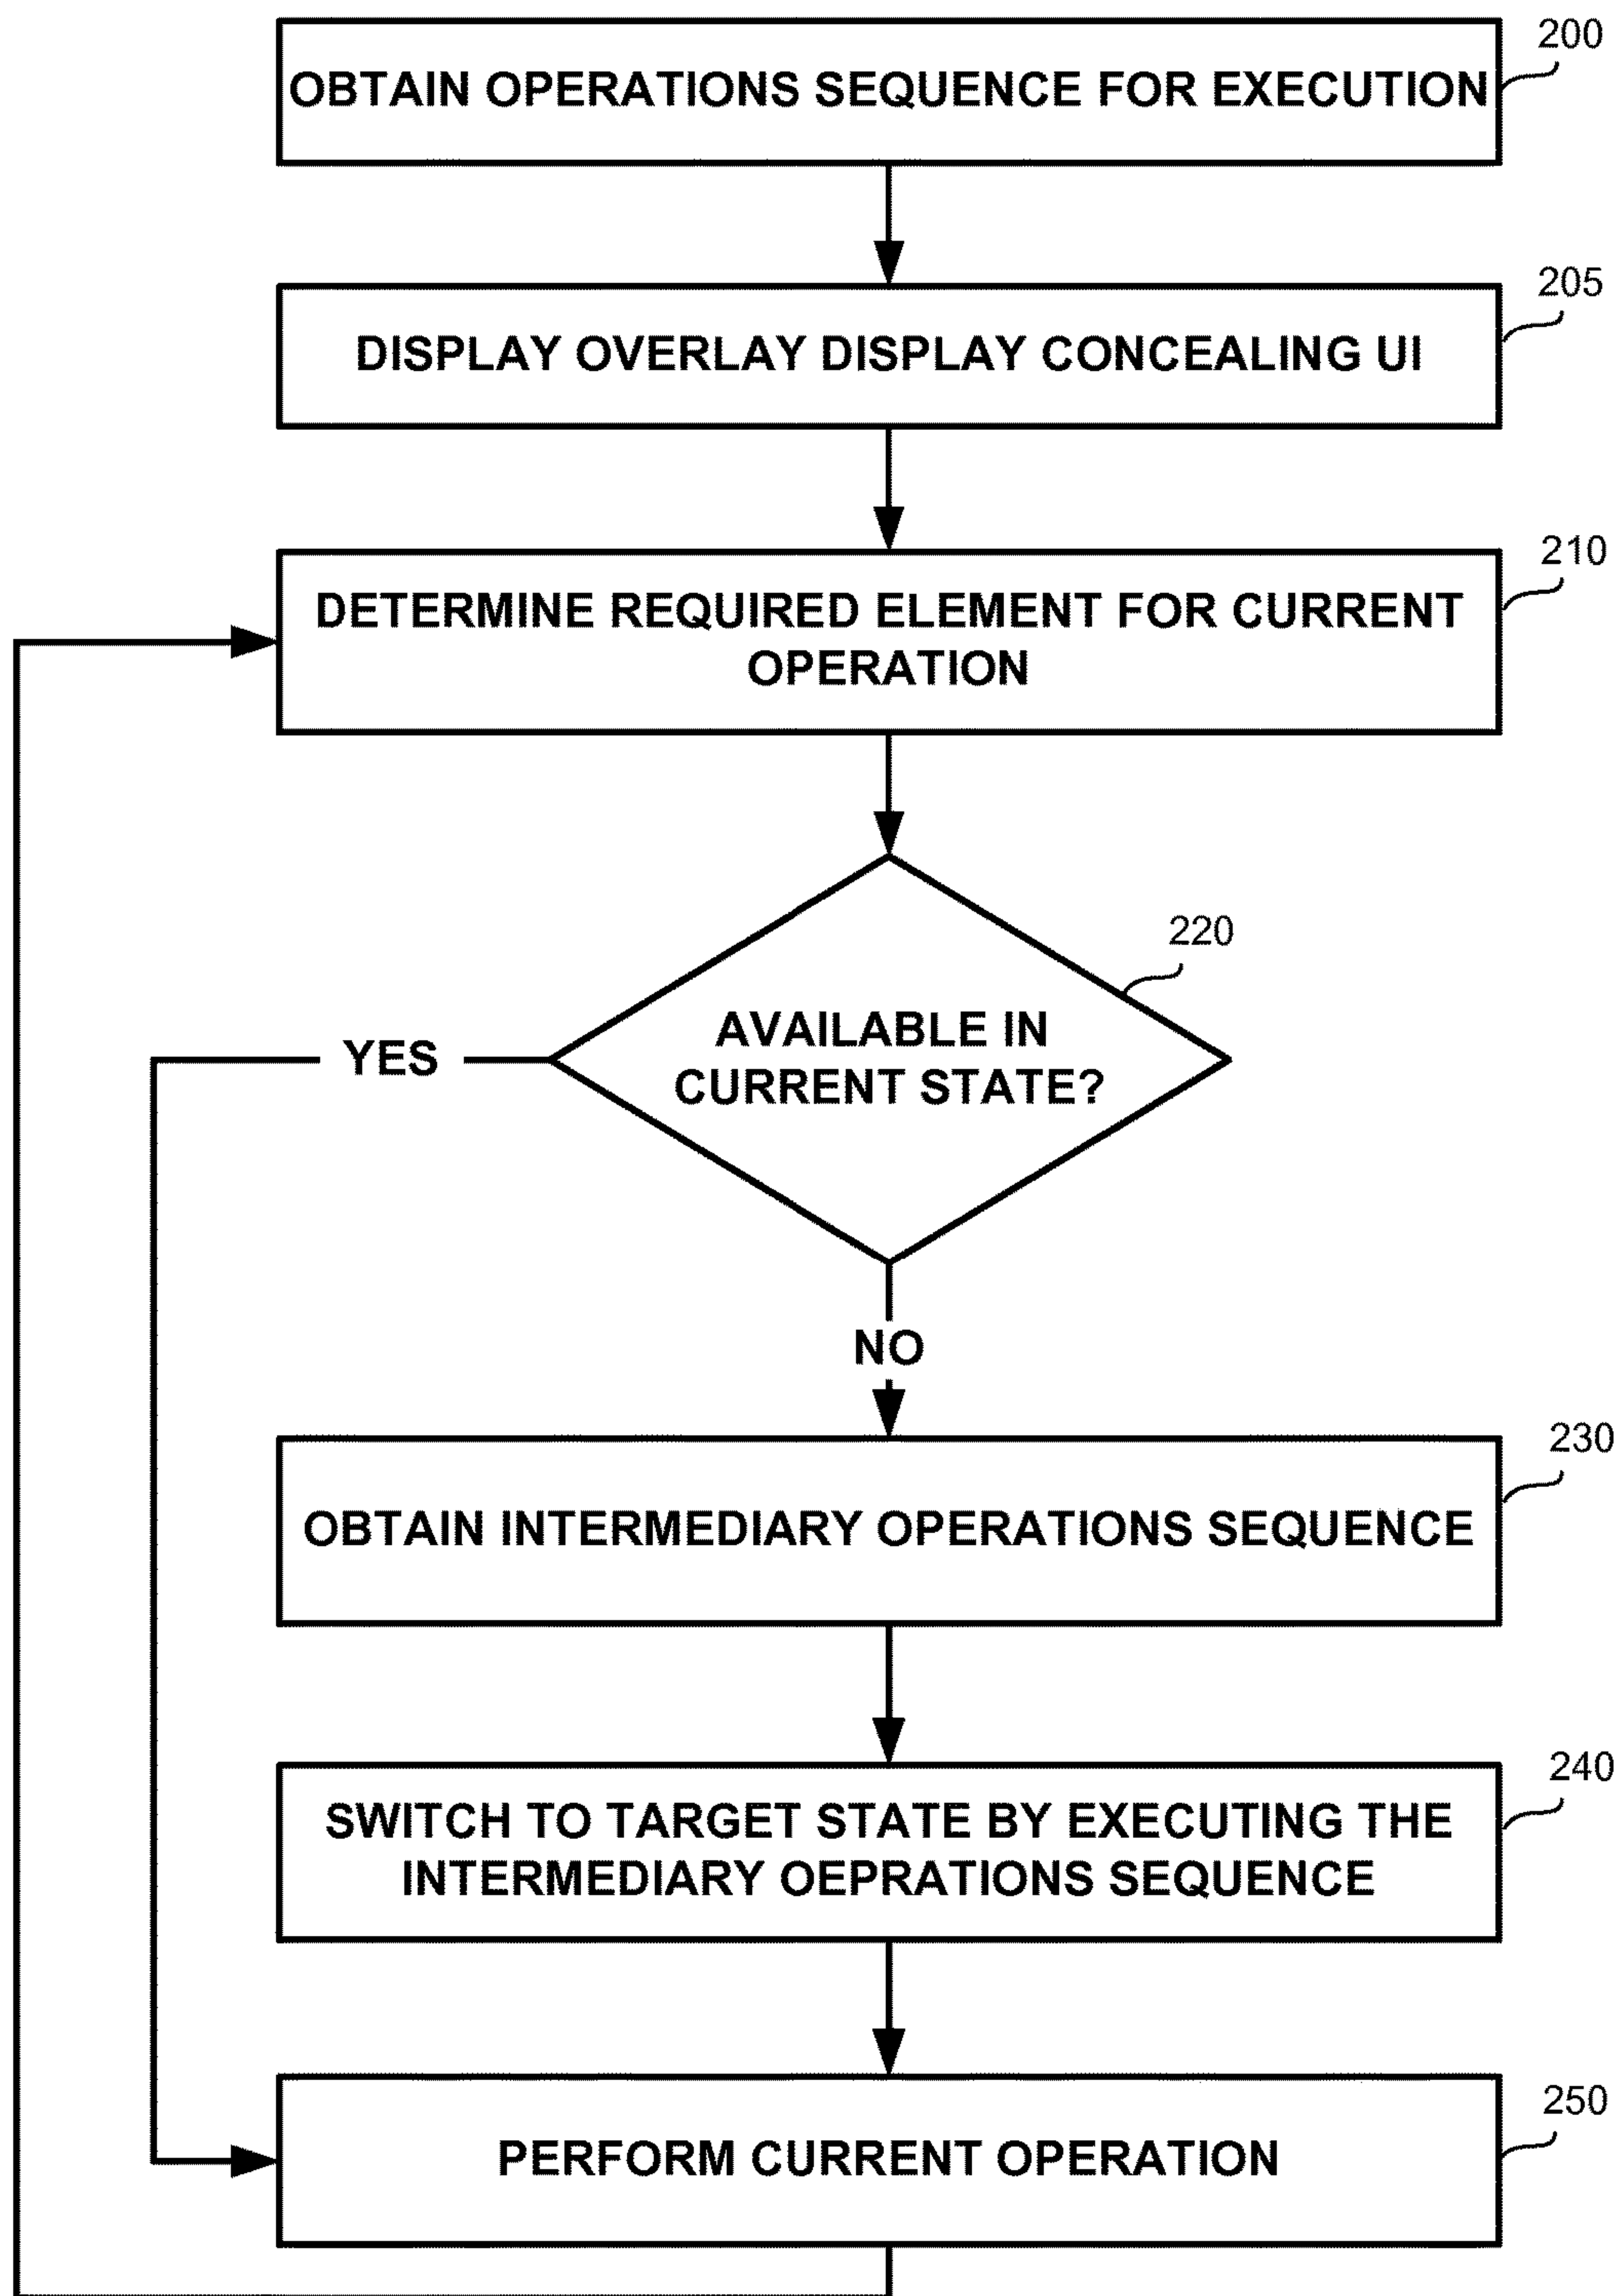 200
OBTAIN OPERATIONS SEQUENCE FOR EXECUTION
205
DISPLAY OVERLAY DISPLAY CONCEALING UI
210
DETERMINE REQUIRED ELEMENT FOR CURRENT
OPERATION
220
AVAILABLE IN
CURRENT STATE?
YES
NO
230
OBTAIN INTERMEDIARY OPERATIONS SEQUENCE
240
SWITCH TO TARGET STATE BY EXECUTING THE
INTERMEDIARY OEPRATIONS SEQUENCE
250
PERFORM CURRENT OPERATION